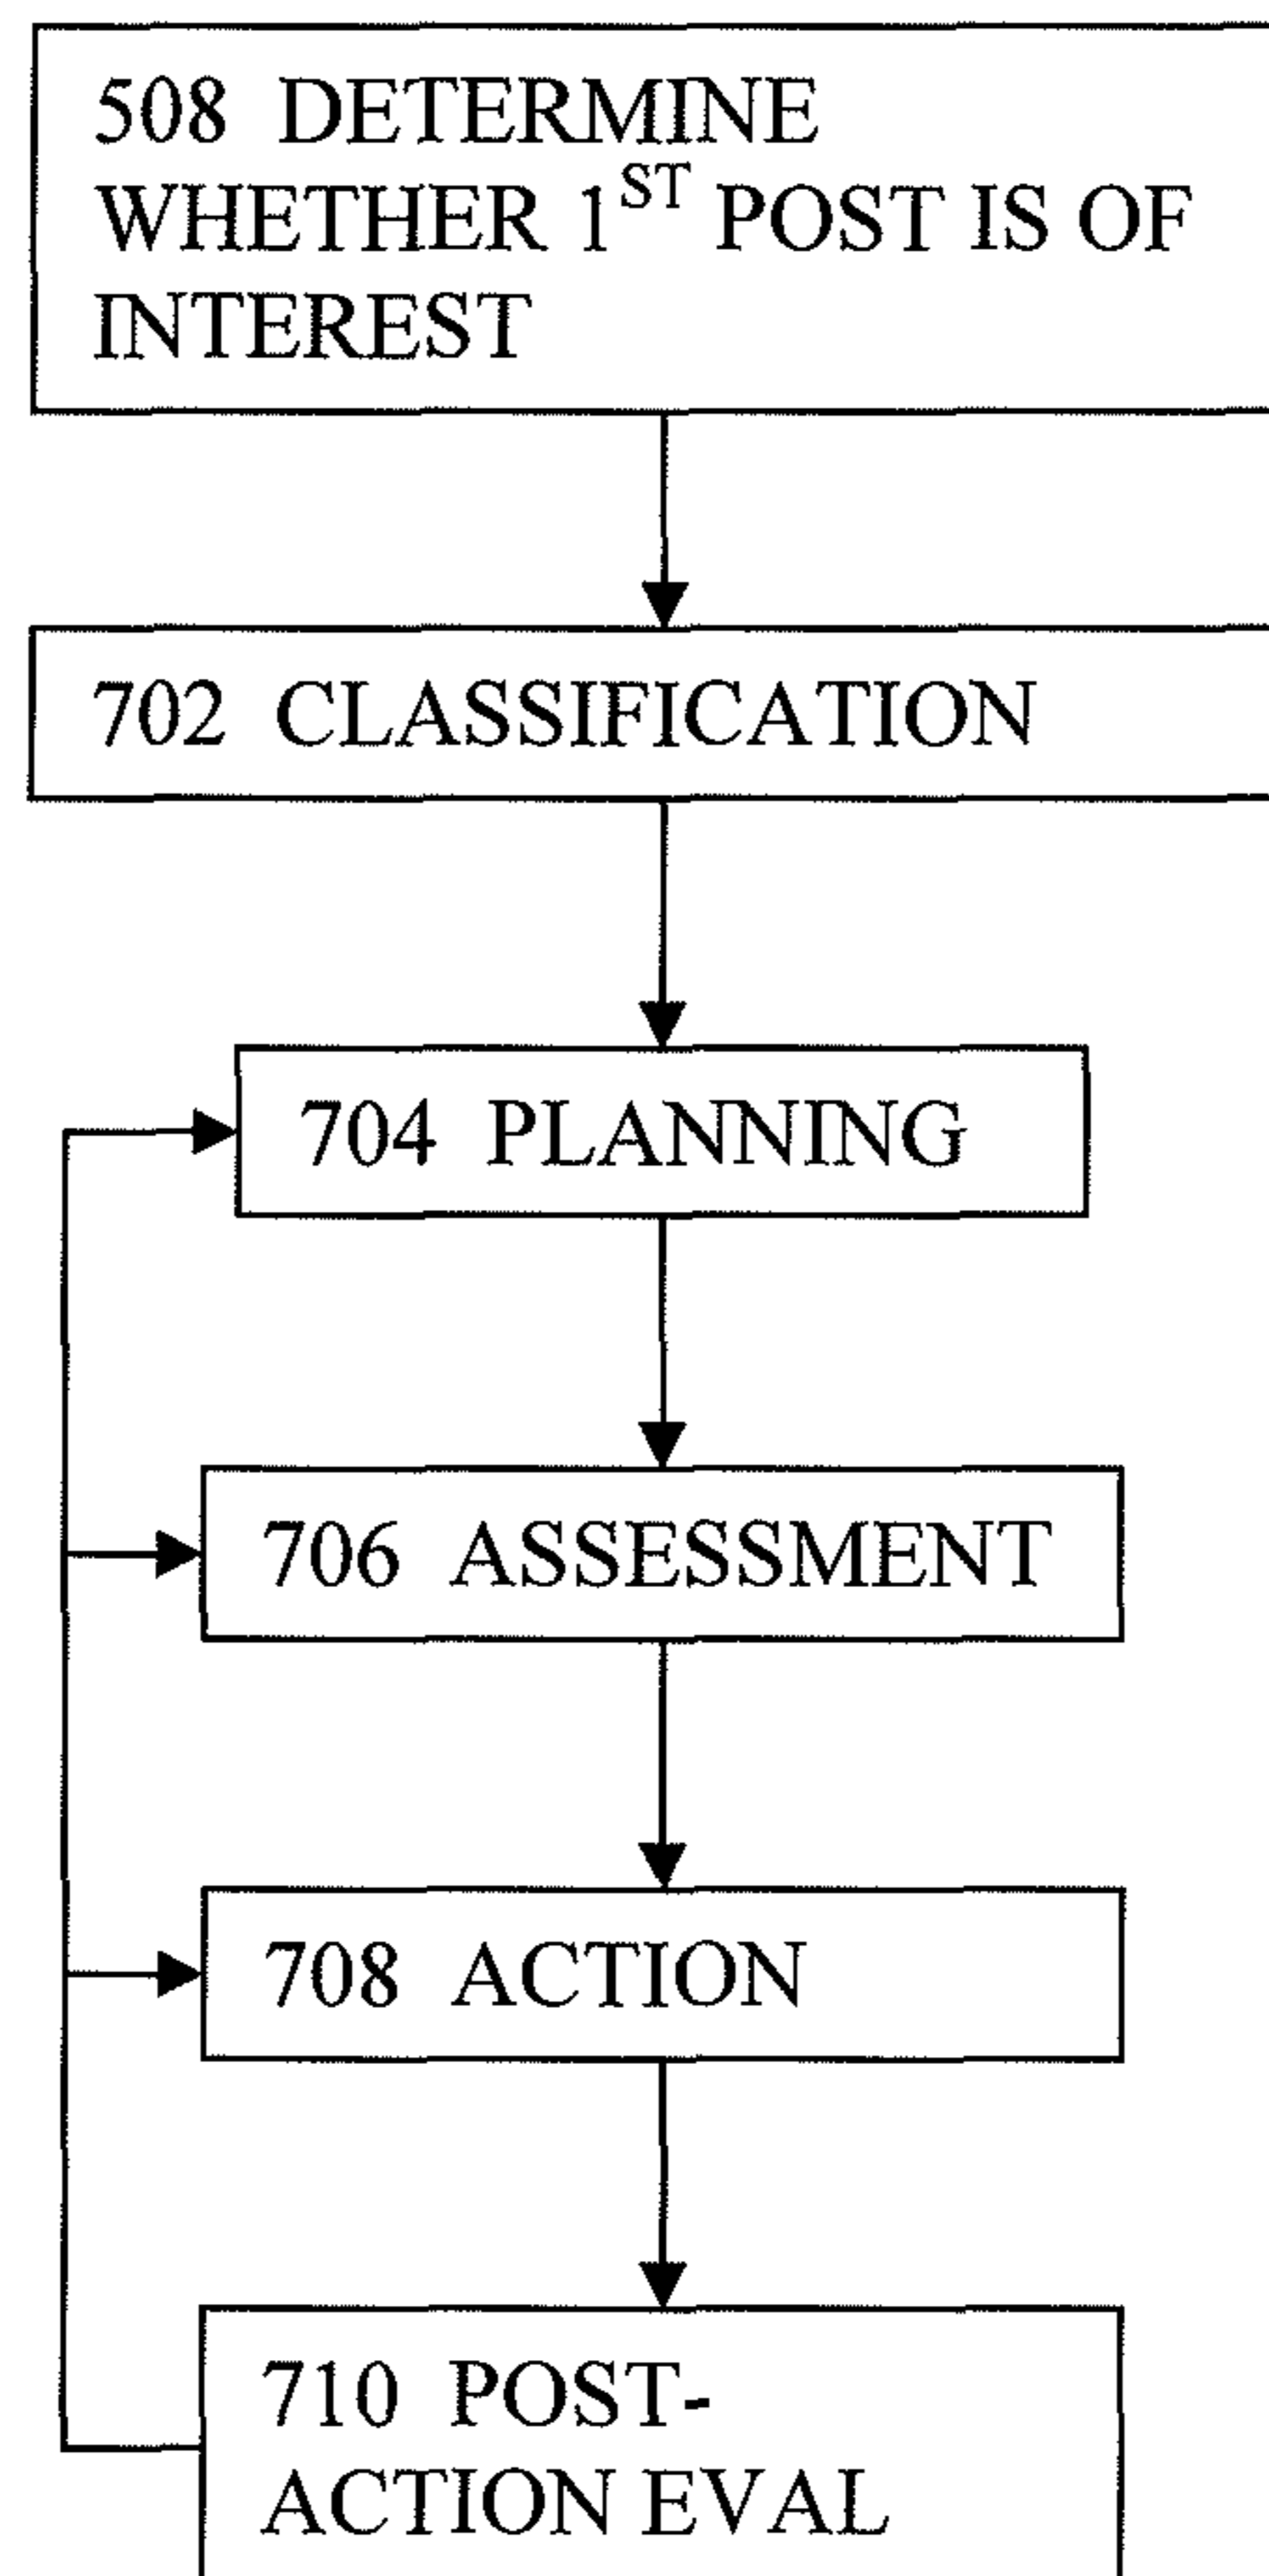 508 DETERMINE
WHETHER 1ST POST IS OF
INTEREST
702 CLASSIFICATION
704 PLANNING
706 ASSESSMENT
708 ACTION
710 POST-
ACTION EVAL